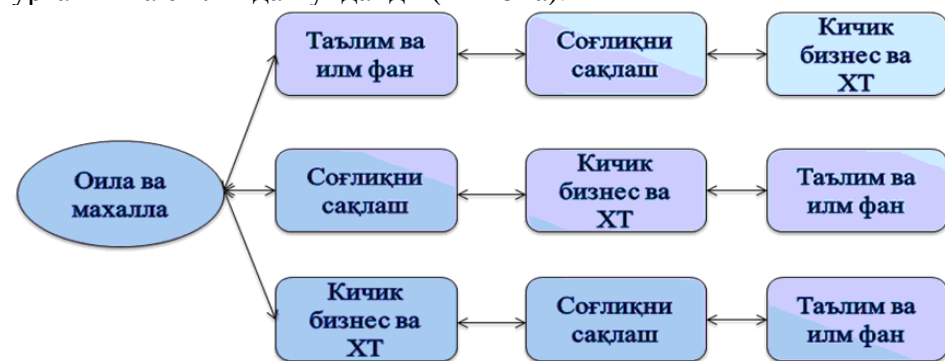 Таълим ва
илм фан
Соғлиқни
сақлаш
Кичик
бизнес ва
ХТ
Оила ва
махалла
Соғлиқни
сақлаш
Кичик
бизнес ва
ХТ
Таълим ва
илм фан
Кичик
бизнес ва
ХТ
Соғлиқни
сақлаш
Таълим ва
илм фан